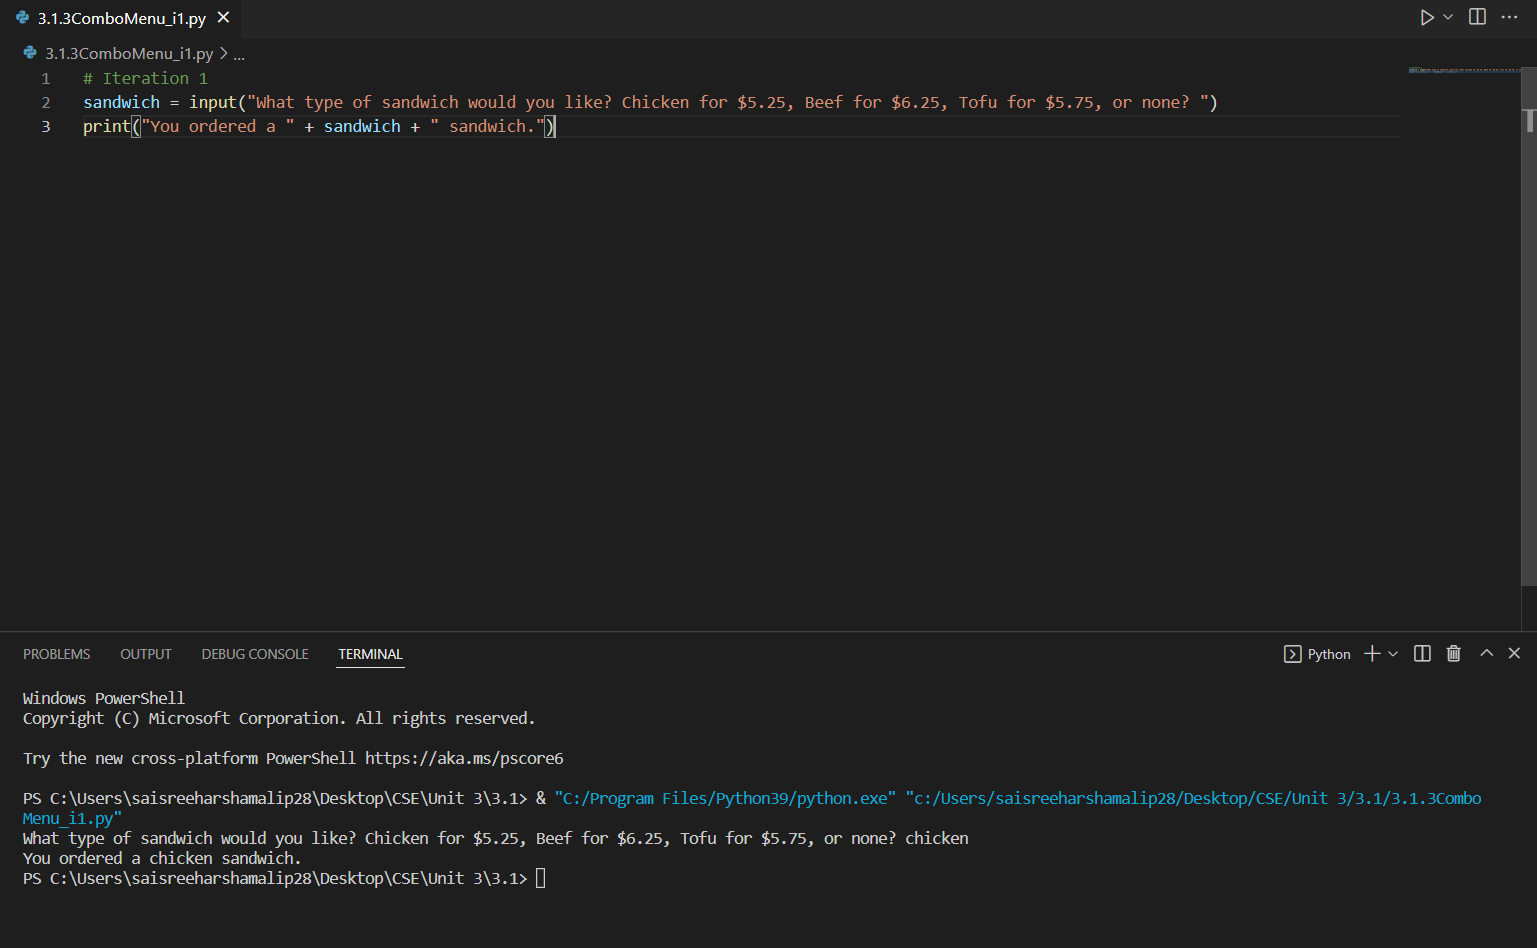 3.1.3ComboMenu_i1.py
3.1.3ComboMenu_i1.py > ...
1 # Iteration 1
2 sandwich = input("What type of sandwich would you like? Chicken for $5.25, Beef for $6.25, Tofu for $5.75, or none? ")
3 print("You ordered a " + sandwich + " sandwich.")
PROBLEMS OUTPUT DEBUG CONSOLE TERMINAL Python
Windows PowerShell
Copyright (C) Microsoft Corporation. All rights reserved.
Try the new cross-platform PowerShell https://aka.ms/pscore6
PS C:\Users\saisreeharshamalip28\Desktop\CSE\Unit 3\3.1> & "C:/Program Files/Python39/python.exe" "c:/Users/saisreeharshamalip28/Desktop/CSE/Unit 3/3.1/3.1.3Combo
Menu_i1.py"
What type of sandwich would you like? Chicken for $5.25, Beef for $6.25, Tofu for $5.75, or none? chicken
You ordered a chicken sandwich.
PS C:\Users\saisreeharshamalip28\Desktop\CSE\Unit 3\3.1>